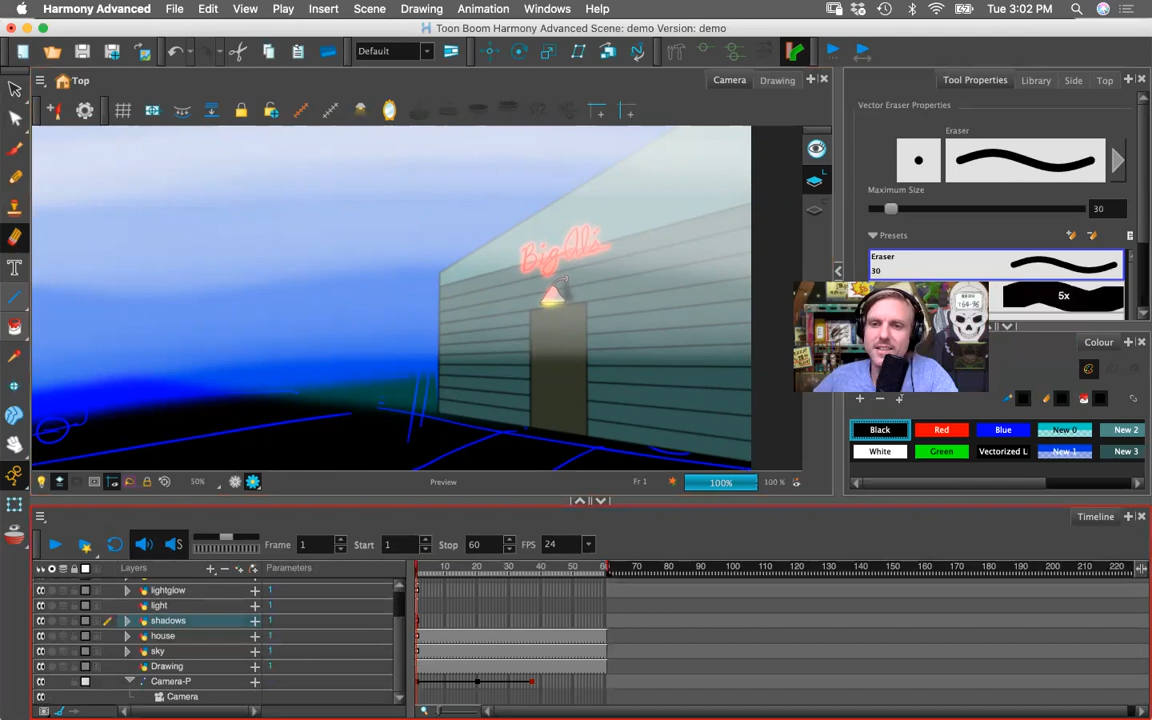 Harmony Advanced File Edit View Play Insert Scene Drawing Animation Windows Help Tue 3:02 PM
Toon Boom Harmony Advanced Scene: demo Version: demo
Default
Top Camera Drawing Tool Properties Library Side Top
Vector Eraser Properties
Eraser
Maximum Size
30
Presets
Eraser
30
5x
Big Al's
Colour
Black Red Blue New 0 New 2
White Green Vectorized L New 1 New 3
50% Preview Fr 1 100% 100 %
Timeline
Frame 1 Start 1 Stop 60 FPS 24
Layers Parameters 10 20 30 40 50 60 70 80 90 100 110 120 130 140 150 160 170 180 190 200 210 220
lightglow 1
light 1
shadows 1
house 1
sky 1
Drawing 1
Camera-P
Camera